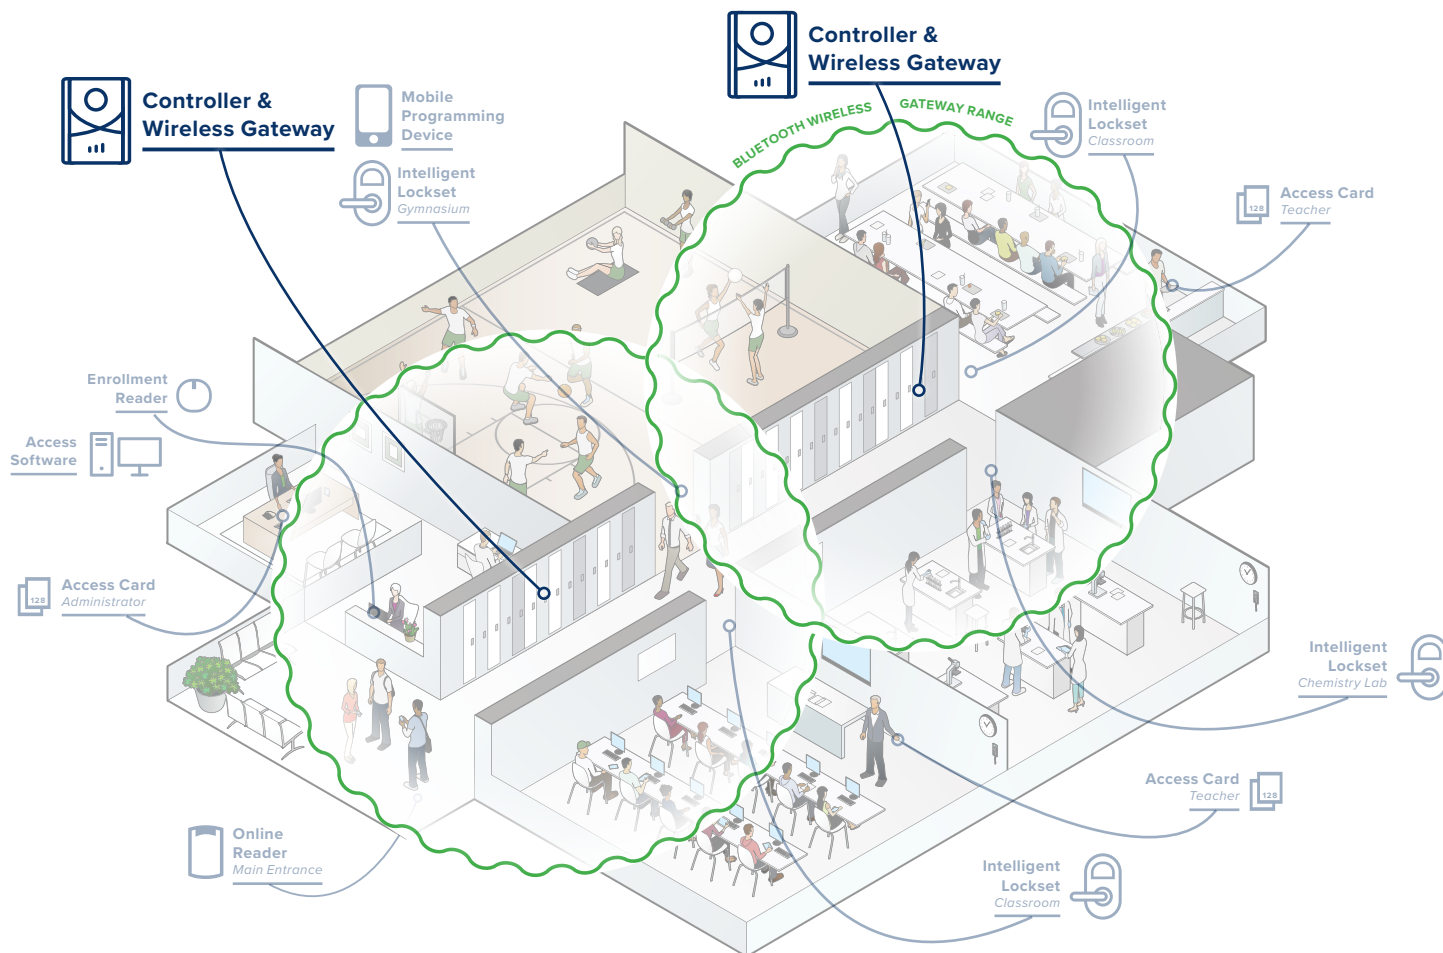 Controller &
Wireless Gateway
Controller &
Wireless Gateway
Mobile
Programming
Device
BLUETOOTH WIRELESS GATEWAY RANGE
Intelligent
Lockset
Classroom
Intelligent
Lockset
Gymnasium
128
Access Card
Teacher
Enrollment
Reader
Access
Software
128
Access Card
Administrator
Intelligent
Lockset
Chemistry Lab
Access Card
Teacher
128
Online
Reader
Main Entrance
Intelligent
Lockset
Classroom